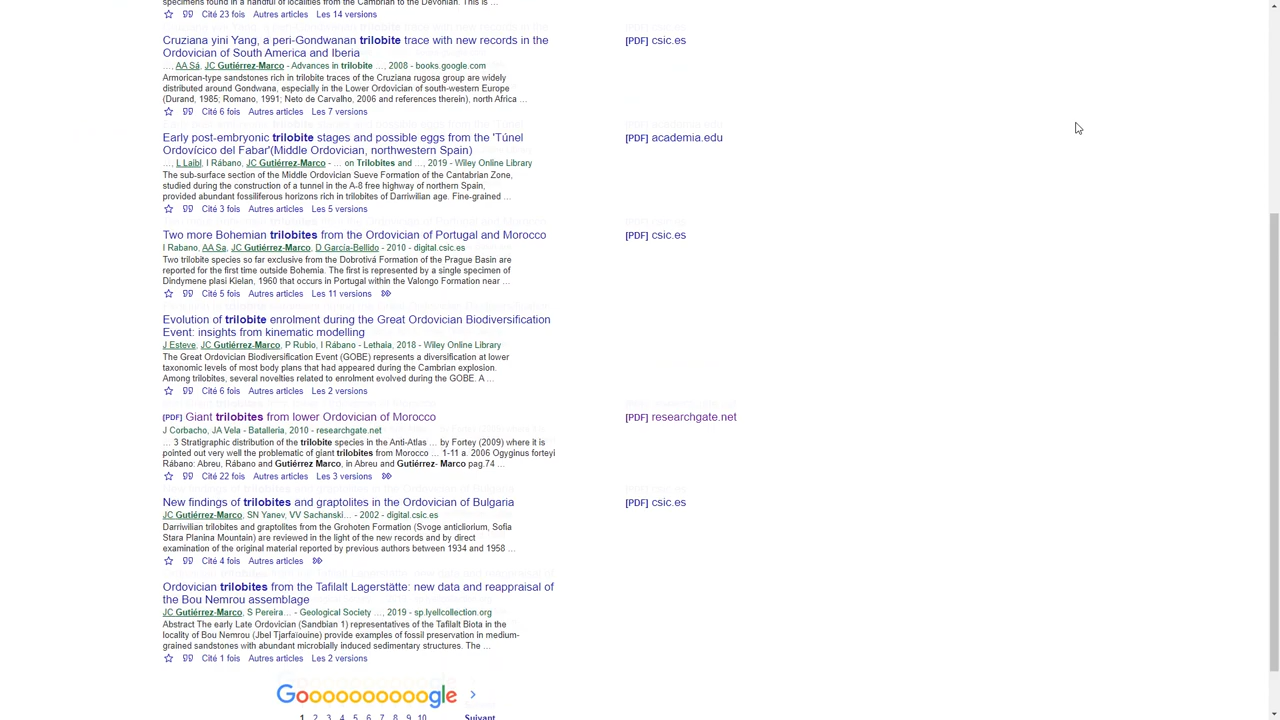 specimens found in a handful of localities from the Cambrian to the Devonian. This is ...
Cité 23 fois Autres articles Les 14 versions
Cruziana yini Yang, a peri-Gondwanan trilobite trace with new records in the
Ordovician of South America and Iberia
[PDF] csic.es
..., AA Sá, JC Gutiérrez-Marco - Advances in trilobite ..., 2008 - books.google.com
Armorican-type sandstones rich in trilobite traces of the Cruziana rugosa group are widely
distributed around Gondwana, especially in the Lower Ordovician of south-western Europe
(Durand, 1985; Romano, 1991; Neto de Carvalho, 2006 and references therein), north Africa ...
Cité 6 fois Autres articles Les 7 versions
Early post-embryonic trilobite stages and possible eggs from the 'Túnel
Ordovícico del Fabar'(Middle Ordovician, northwestern Spain)
[PDF] academia.edu
..., L Laibl, I Rábano, JC Gutiérrez-Marco - ... on Trilobites and ..., 2019 - Wiley Online Library
The sub-surface section of the Middle Ordovician Sueve Formation of the Cantabrian Zone,
studied during the construction of a tunnel in the A-8 free highway of northern Spain,
provided abundant fossiliferous horizons rich in trilobites of Darriwilian age. Fine-grained ...
Cité 3 fois Autres articles Les 5 versions
Two more Bohemian trilobites from the Ordovician of Portugal and Morocco
[PDF] csic.es
I Rabano, AA Sa, JC Gutiérrez-Marco, D García-Bellido - 2010 - digital.csic.es
Two trilobite species so far exclusive from the Dobrotivá Formation of the Prague Basin are
reported for the first time outside Bohemia. The first is represented by a single specimen of
Dindymene plasi Kielan, 1960 that occurs in Portugal within the Valongo Formation near ...
Cité 5 fois Autres articles Les 11 versions
Evolution of trilobite enrolment during the Great Ordovician Biodiversification
Event: insights from kinematic modelling
J Esteve, JC Gutiérrez-Marco, P Rubio, I Rábano - Lethaia, 2018 - Wiley Online Library
The Great Ordovician Biodiversification Event (GOBE) represents a diversification at lower
taxonomic levels of most body plans that had appeared during the Cambrian explosion.
Among trilobites, several novelties related to enrolment evolved during the GOBE. A ...
Cité 6 fois Autres articles Les 2 versions
[PDF] Giant trilobites from lower Ordovician of Morocco
[PDF] researchgate.net
J Corbacho, JA Vela - Batalleria, 2010 - researchgate.net
... 3 Stratigraphic distribution of the trilobite species in the Anti-Atlas ... by Fortey (2009) where it is
pointed out very well the problematic of giant trilobites from Morocco ... 1-11 a. 2006 Ogyginus forteyi
Rábano: Abreu, Rábano and Gutiérrez Marco, in Abreu and Gutiérrez- Marco pag.74 ...
Cité 22 fois Autres articles Les 3 versions
New findings of trilobites and graptolites in the Ordovician of Bulgaria
[PDF] csic.es
JC Gutiérrez-Marco, SN Yanev, VV Sachanski... - 2002 - digital.csic.es
Darriwilian trilobites and graptolites from the Grohoten Formation (Svoge anticliorium, Sofia
Stara Planina Mountain) are reviewed in the light of the new records and by direct
examination of the original material reported by previous authors between 1934 and 1958 ...
Cité 4 fois Autres articles
Ordovician trilobites from the Tafilalt Lagerstätte: new data and reappraisal of
the Bou Nemrou assemblage
JC Gutiérrez-Marco, S Pereira... - Geological Society ..., 2019 - sp.lyellcollection.org
Abstract The early Late Ordovician (Sandbian 1) representatives of the Tafilalt Biota in the
locality of Bou Nemrou (Jbel Tjarfaïouine) provide examples of fossil preservation in medium-
grained sandstones with abundant microbially induced sedimentary structures. The ...
Cité 1 fois Autres articles Les 2 versions
Goooooooooogle
1 2 3 4 5 6 7 8 9 10 Suivant